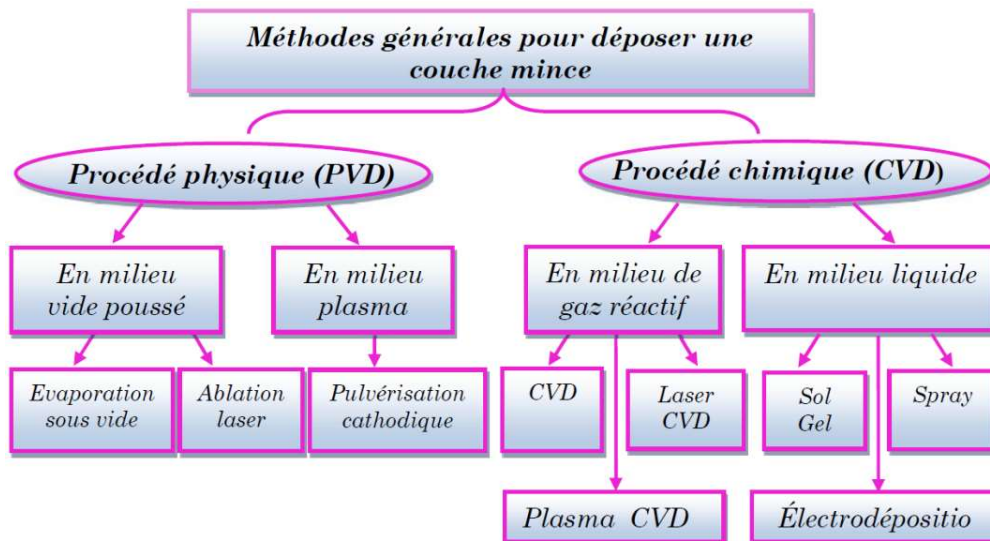 Méthodes générales pour déposer une
couche mince
Procédé physique (PVD)
Procédé chimique (CVD)
En milieu
vide poussé
En milieu
plasma
En milieu de
gaz réactif
En milieu liquide
Evaporation
sous vide
Ablation
laser
Pulvérisation
cathodique
CVD
Laser
CVD
Sol
Gel
Spray
Plasma CVD
Électrodépositio